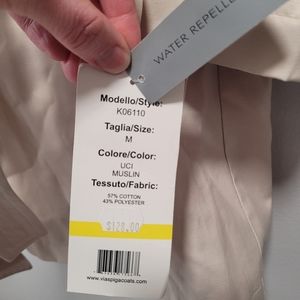 WATER REPELLE
Modello/Style:
K06110
Taglia/Size:
M
Colore/Color:
UCI
MUSLIN
Tessuto/Fabric:
57% COTTON
43% POLYESTER
$128.00
www.viaspigacoats.com